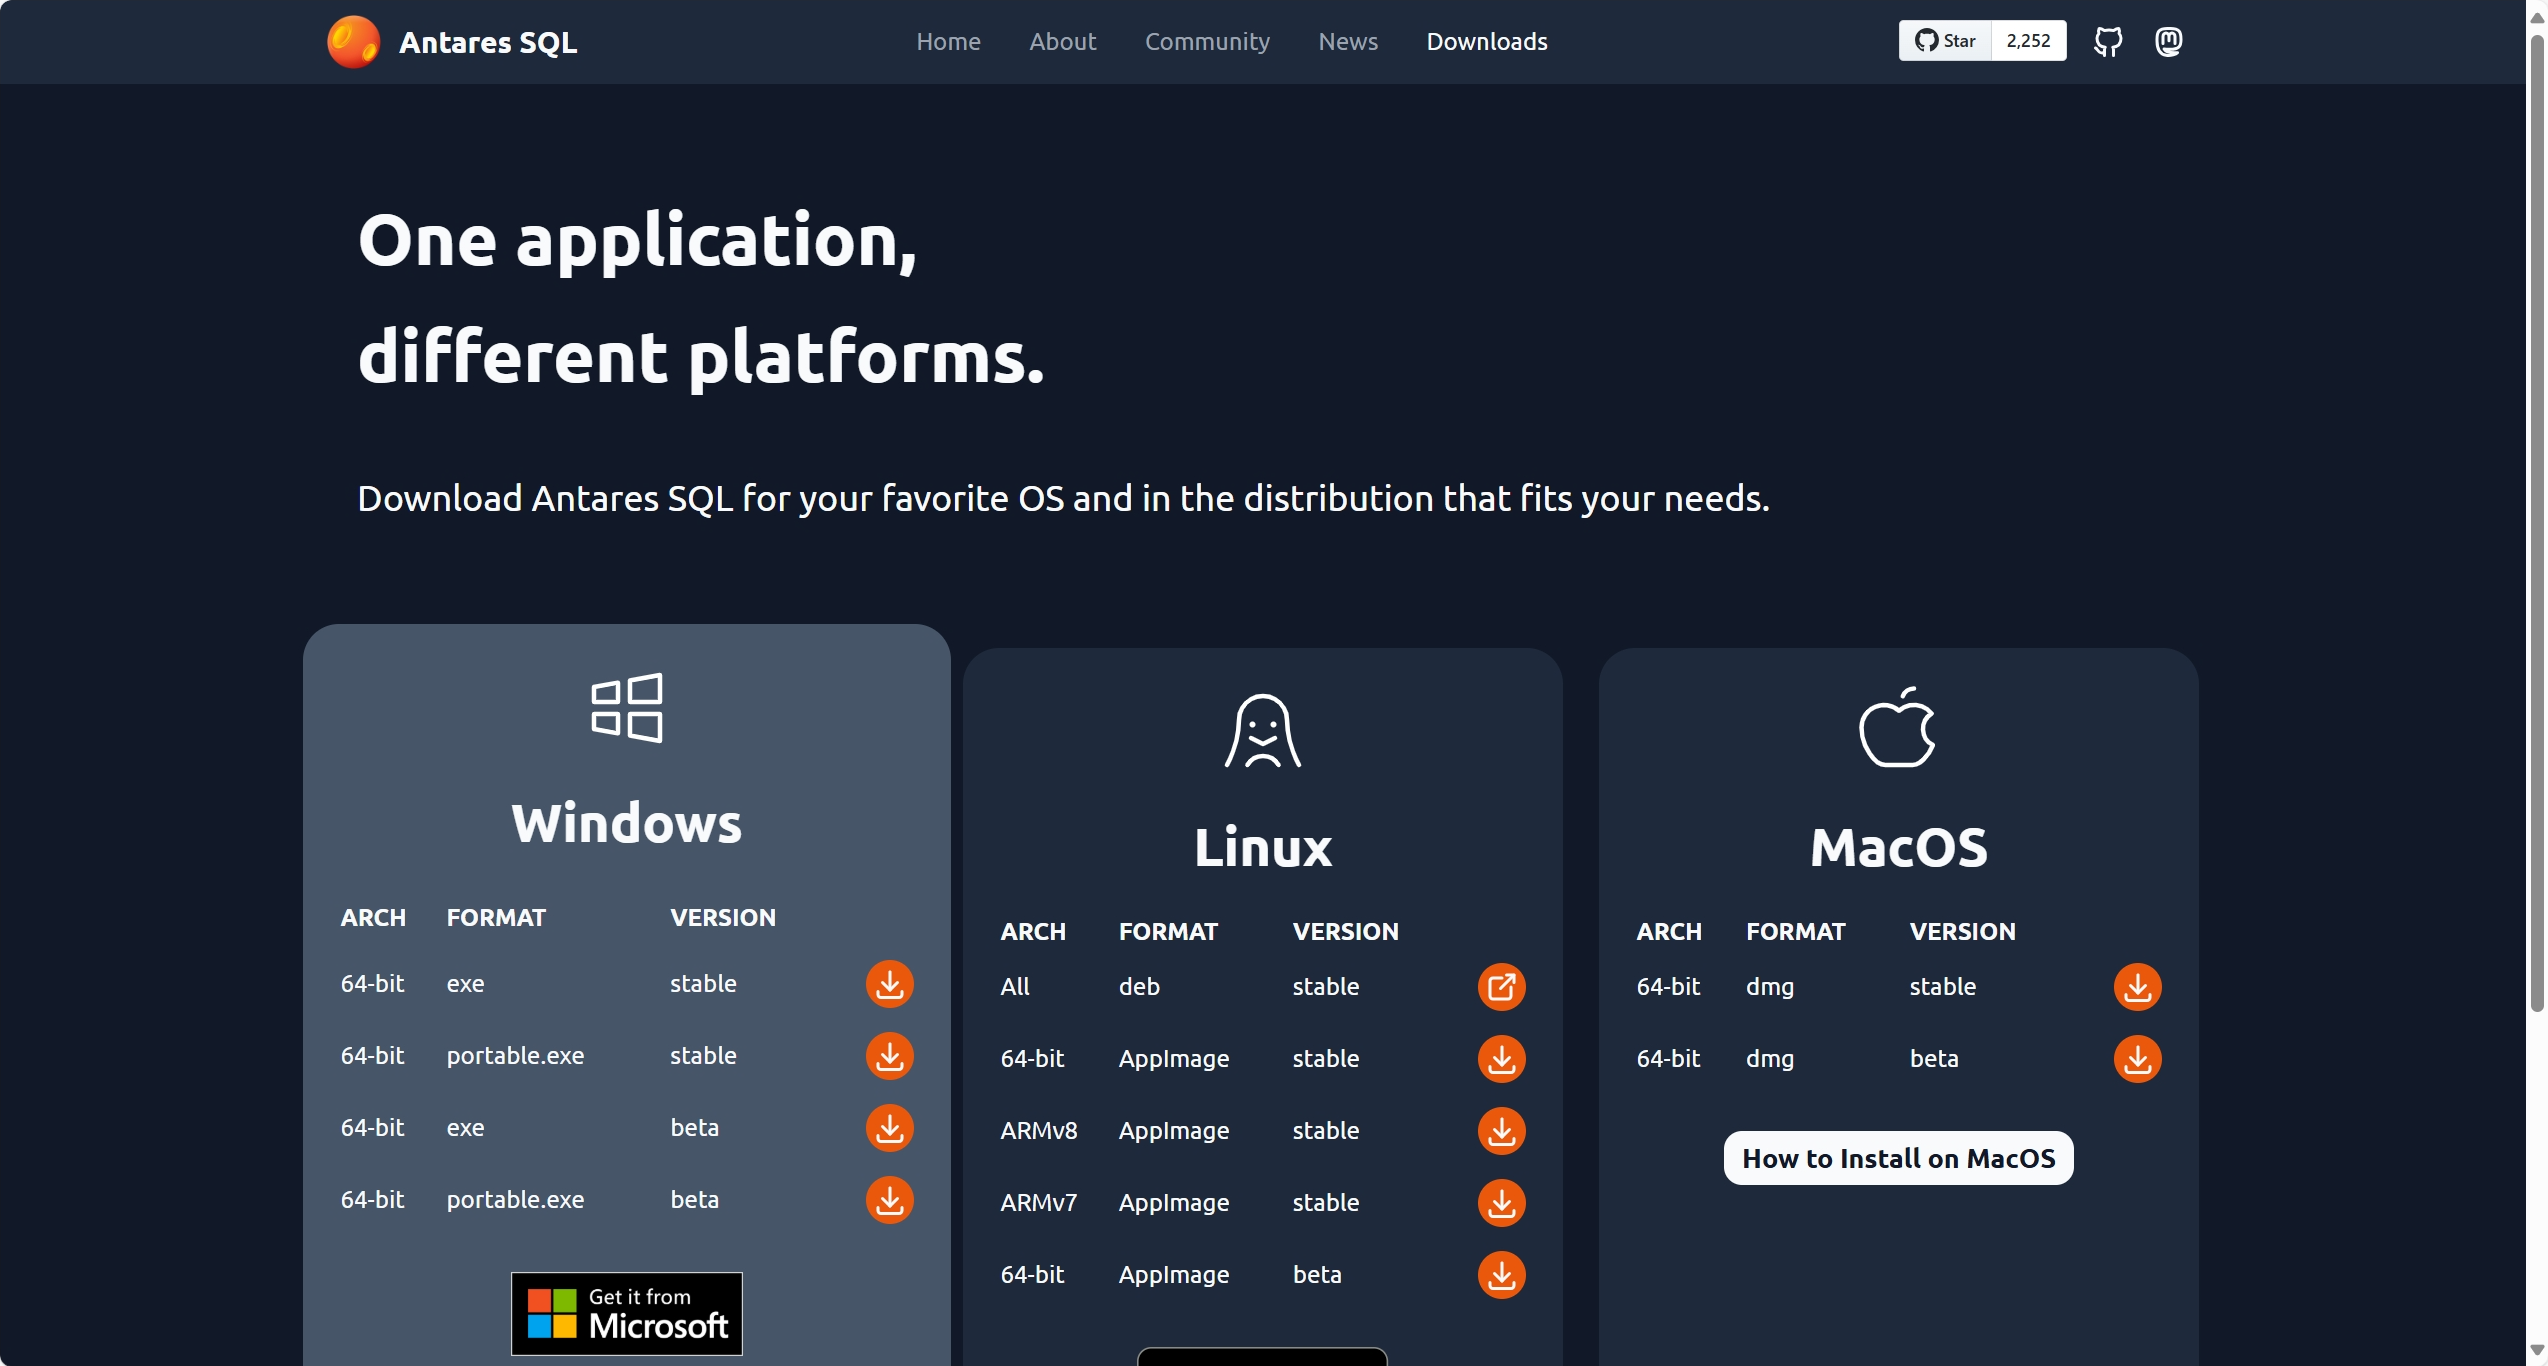 Antares SQL
Home About Community News Downloads
Star 2,252
One application,
different platforms.
Download Antares SQL for your favorite OS and in the distribution that fits your needs.
Windows
ARCH FORMAT VERSION
64-bit exe stable
64-bit portable.exe stable
64-bit exe beta
64-bit portable.exe beta
Get it from
Microsoft
Linux
ARCH FORMAT VERSION
All deb stable
64-bit AppImage stable
ARMv8 AppImage stable
ARMv7 AppImage stable
64-bit AppImage beta
MacOS
ARCH FORMAT VERSION
64-bit dmg stable
64-bit dmg beta
How to Install on MacOS